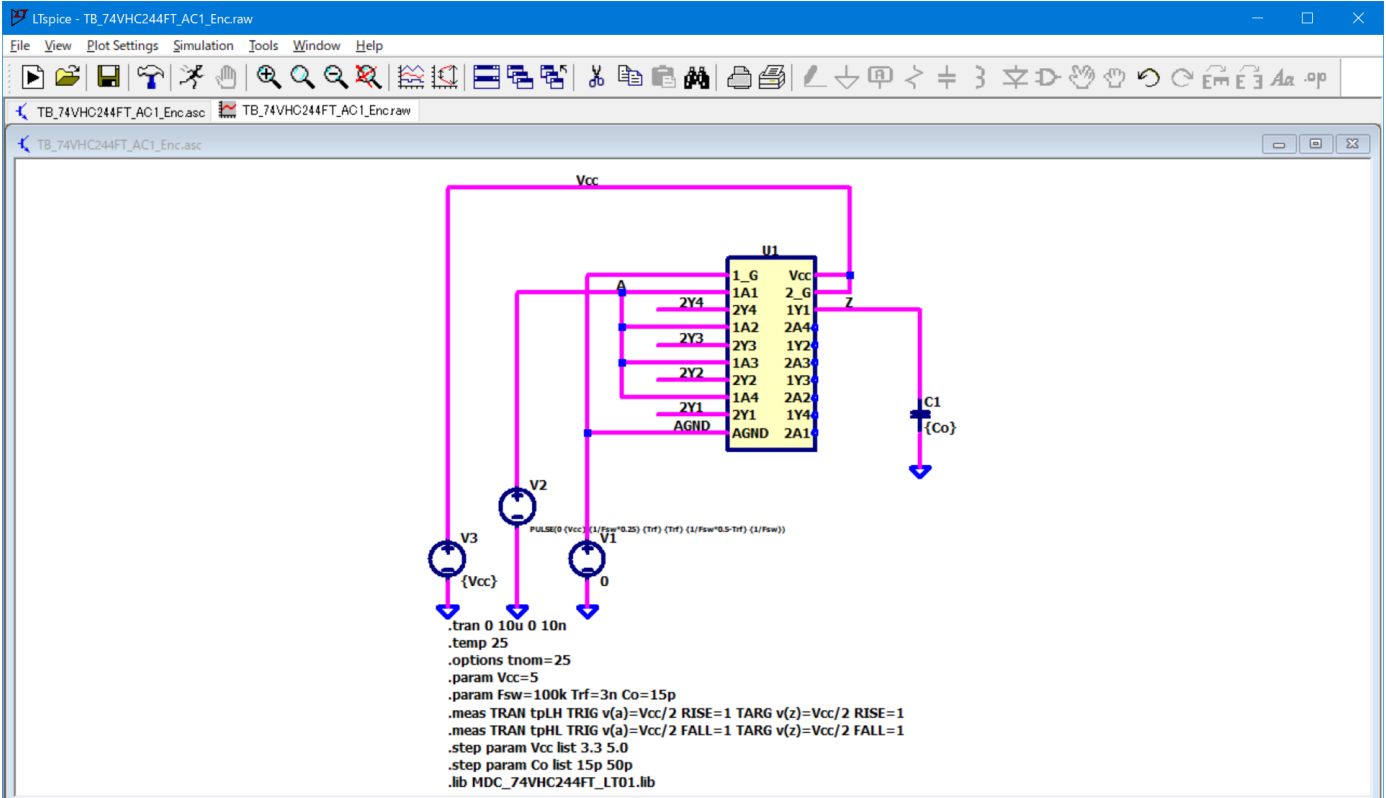 LTspice - TB_74VHC244FT_AC1_Enc.raw
File View Plot Settings Simulation Tools Window Help
TB_74VHC244FT_AC1_Enc.asc TB_74VHC244FT_AC1_Enc.raw
TB_74VHC244FT_AC1_Enc.asc
Vcc
U1
1_G Vcc
A 1A1 2_G
2Y4 2Y4 1Y1 Z
1A2 2A4
2Y3 2Y3 1Y2
1A3 2A3
2Y2 2Y2 1Y3
1A4 2A2
2Y1 2Y1 1Y4
AGND AGND 2A1
C1
{Co}
V2
PULSE(0 {Vcc} {1/Fsw*0.25} {Trf} {Trf} {1/Fsw*0.5-Trf} {1/Fsw})
V3 V1
{Vcc} 0
.tran 0 10u 0 10n
.temp 25
.options tnom=25
.param Vcc=5
.param Fsw=100k Trf=3n Co=15p
.meas TRAN tpLH TRIG v(a)=Vcc/2 RISE=1 TARG v(z)=Vcc/2 RISE=1
.meas TRAN tpHL TRIG v(a)=Vcc/2 FALL=1 TARG v(z)=Vcc/2 FALL=1
.step param Vcc list 3.3 5.0
.step param Co list 15p 50p
.lib MDC_74VHC244FT_LT01.lib